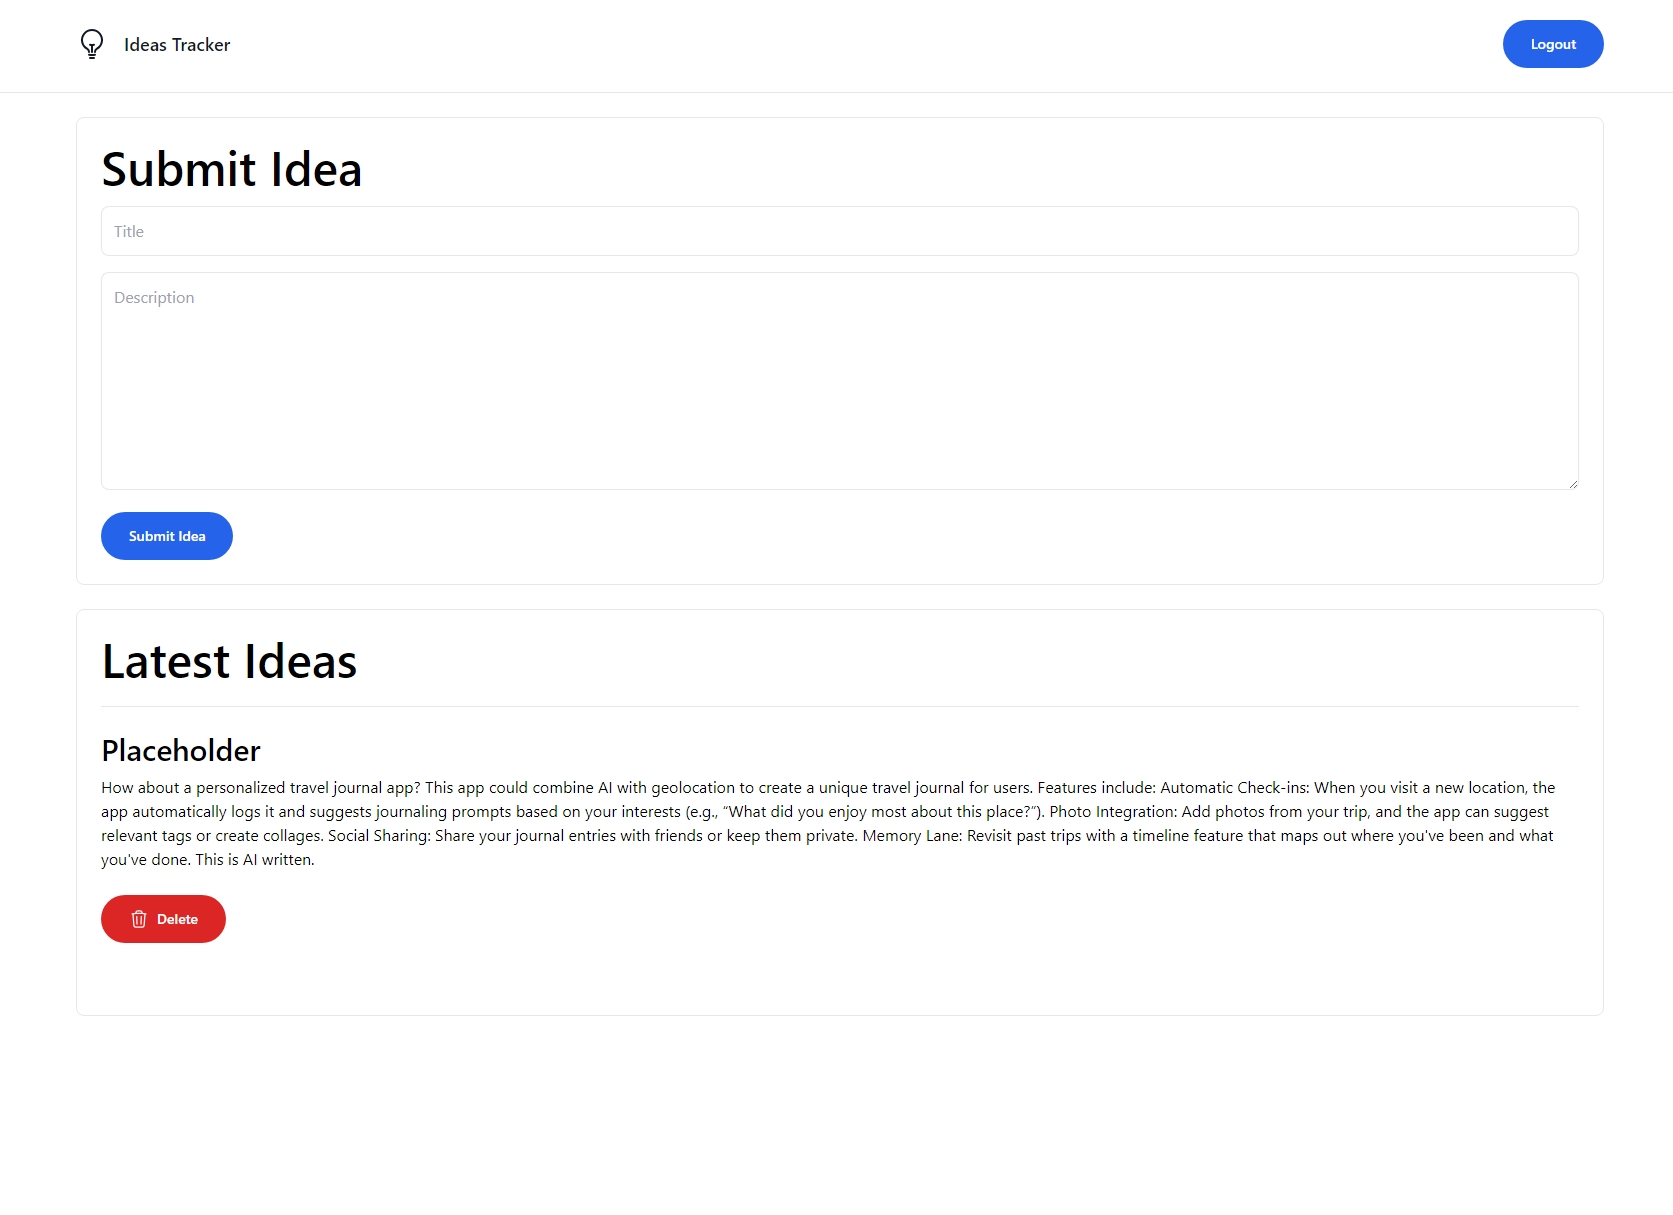 Ideas Tracker
Logout
Submit Idea
Title
Description
Submit Idea
Latest Ideas
Placeholder
How about a personalized travel journal app? This app could combine AI with geolocation to create a unique travel journal for users. Features include: Automatic Check-ins: When you visit a new location, the
app automatically logs it and suggests journaling prompts based on your interests (e.g., “What did you enjoy most about this place?”). Photo Integration: Add photos from your trip, and the app can suggest
relevant tags or create collages. Social Sharing: Share your journal entries with friends or keep them private. Memory Lane: Revisit past trips with a timeline feature that maps out where you've been and what
you've done. This is AI written.
Delete